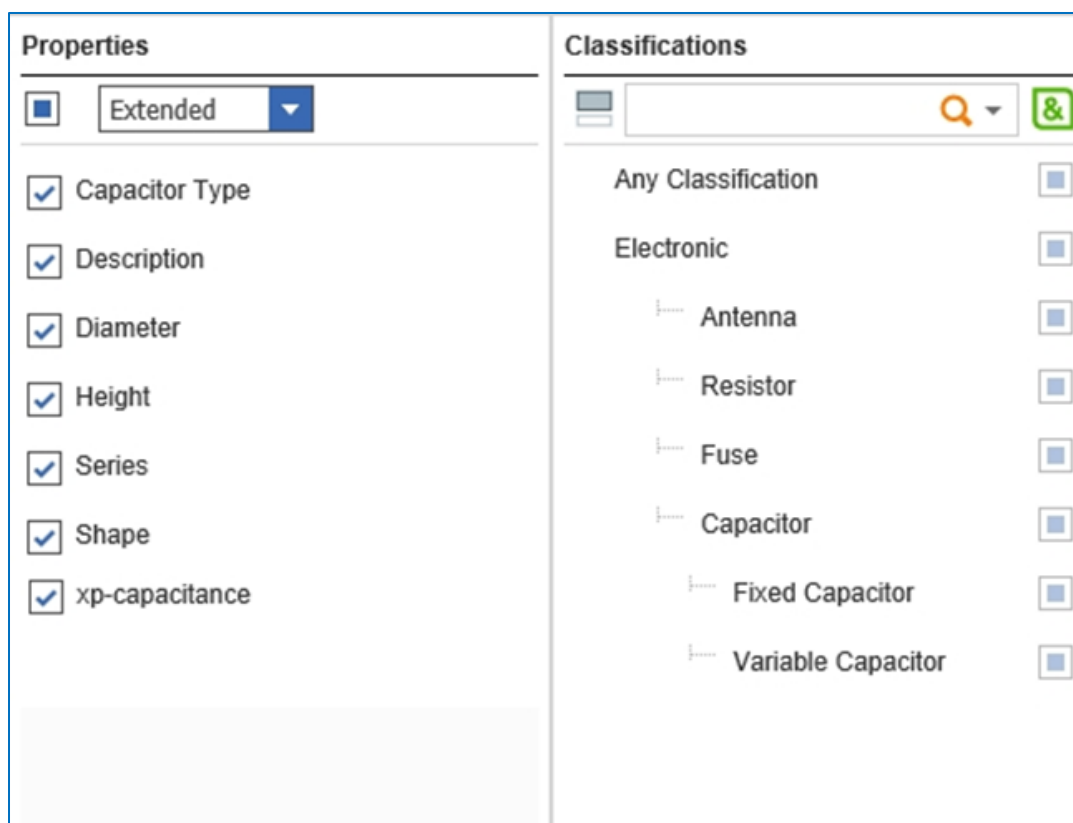 Properties
Extended
Capacitor Type
Description
Diameter
Height
Series
Shape
xp-capacitance
Classifications
&
Any Classification
Electronic
Antenna
Resistor
Fuse
Capacitor
Fixed Capacitor
Variable Capacitor